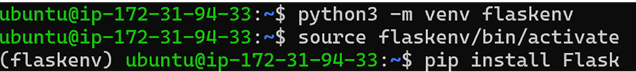 ubuntu@ip-172-31-94-33:~$ python3 -m venv flaskenv
ubuntu@ip-172-31-94-33:~$ source flaskenv/bin/activate
(flaskenv) ubuntu@ip-172-31-94-33:~$ pip install Flask